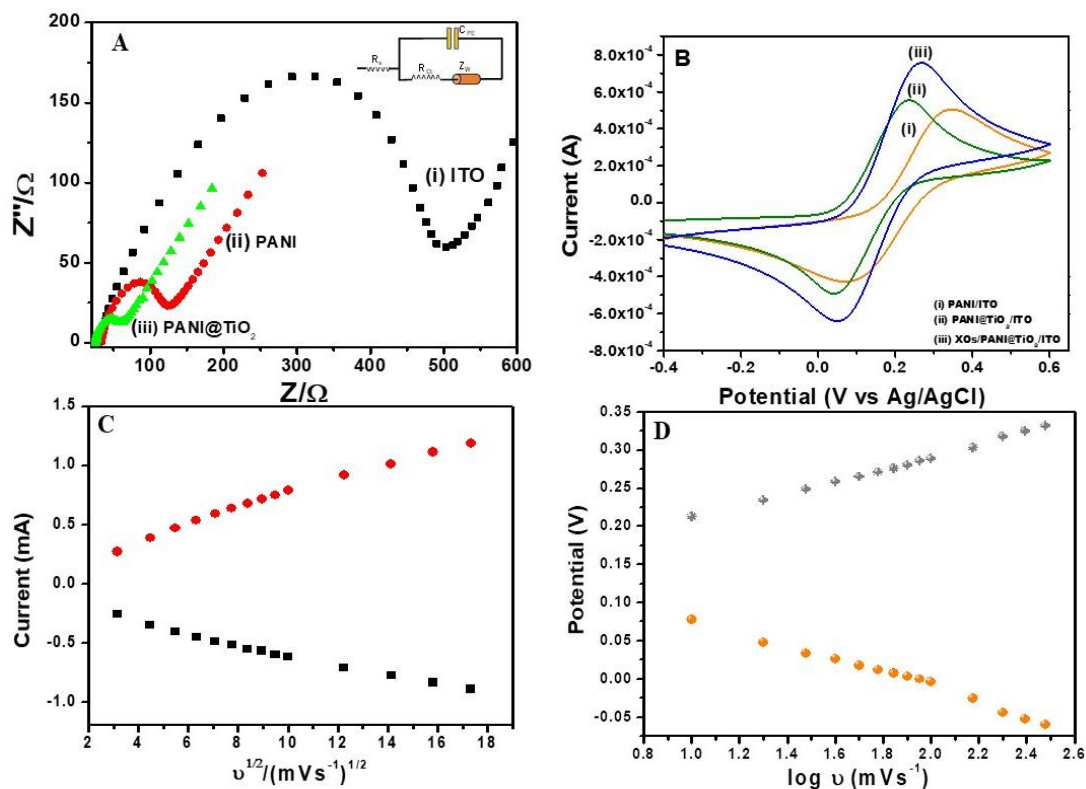 A
Z"/Ω
200
150
100
50
0
R_s
C_PE
R_Ct
Z_W
(i) ITO
(ii) PANI
(iii) PANI@TiO₂
100 200 300 400 500 600
Z/Ω
B
Current (A)
8.0x10⁻⁴
6.0x10⁻⁴
4.0x10⁻⁴
2.0x10⁻⁴
0.0
-2.0x10⁻⁴
-4.0x10⁻⁴
-6.0x10⁻⁴
-8.0x10⁻⁴
(iii)
(ii)
(i)
(i) PANI/ITO
(ii) PANI@TiO₂/ITO
(iii) XOs/PANI@TiO₂/ITO
-0.4 -0.2 0.0 0.2 0.4 0.6
Potential (V vs Ag/AgCl)
C
Current (mA)
1.5
1.0
0.5
0.0
-0.5
-1.0
2 4 6 8 10 12 14 16 18
υ^1/2/(mVs⁻¹)^1/2
D
Potential (V)
0.35
0.30
0.25
0.20
0.15
0.10
0.05
0.00
-0.05
0.8 1.0 1.2 1.4 1.6 1.8 2.0 2.2 2.4 2.6
log υ (mVs⁻¹)